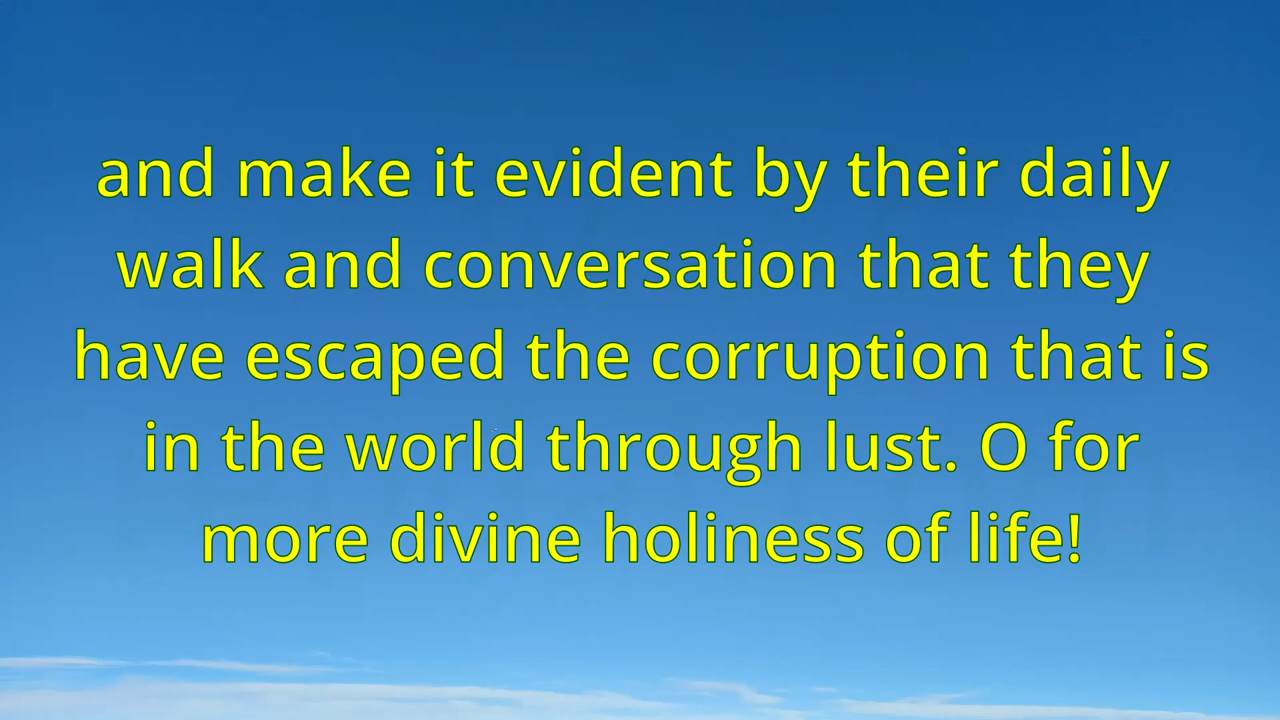 and make it evident by their daily
walk and conversation that they
have escaped the corruption that is
in the world through lust. O for
more divine holiness of life!